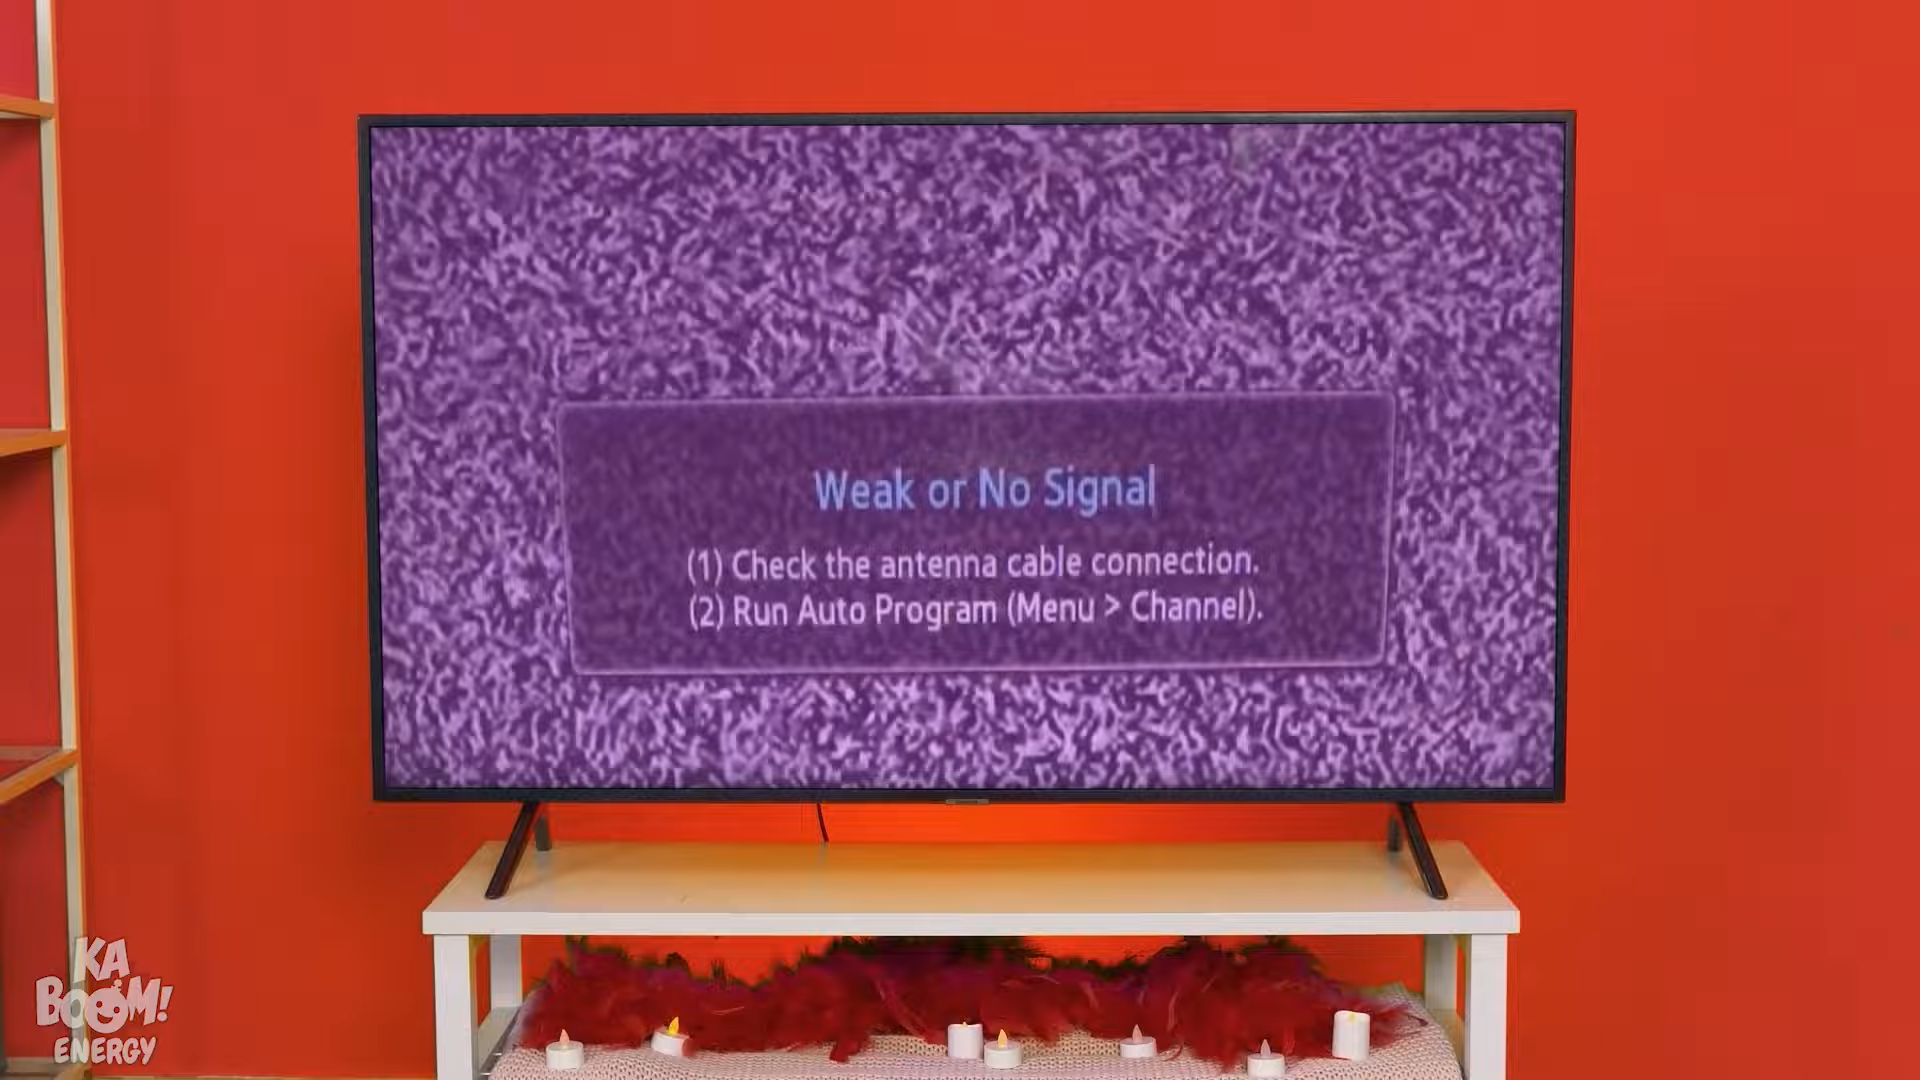 Weak or No Signal
(1) Check the antenna cable connection.
(2) Run Auto Program (Menu > Channel).
KA
BOOM!
ENERGY